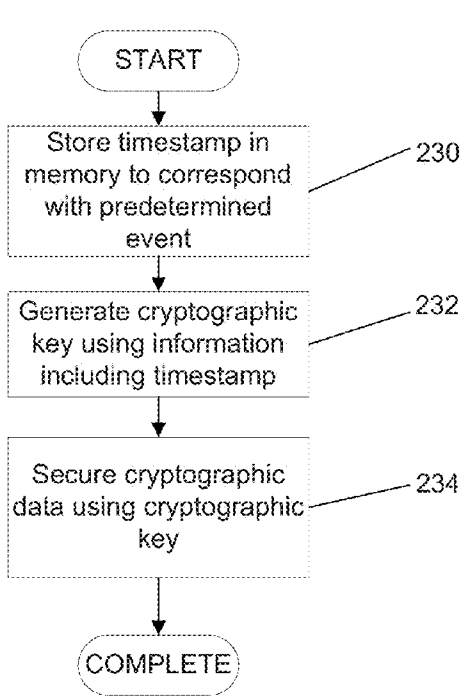 START
Store timestamp in
memory to correspond
with predetermined
event
230
Generate cryptographic
key using information
including timestamp
232
Secure cryptographic
data using cryptographic
key
234
COMPLETE